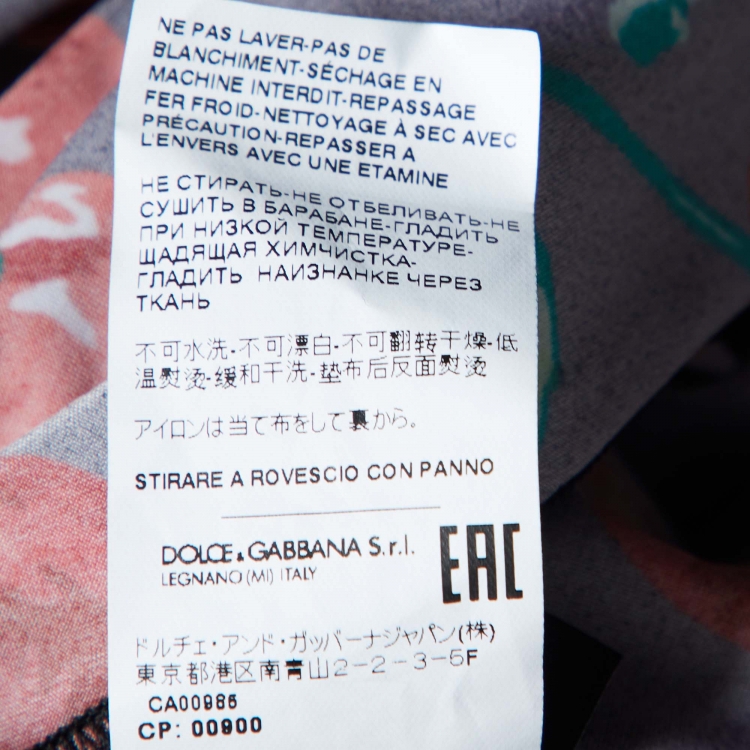 NE PAS LAVER-PAS DE
BLANCHIMENT-SÉCHAGE EN
MACHINE INTERDIT-REPASSAGE
FER FROID-NETTOYAGE À SEC AVEC
PRÉCAUTION-REPASSER A
L'ENVERS AVEC UNE ETAMINE
НЕ СТИРАТЬ-НЕ ОТБЕЛИВАТЬ-НЕ
СУШИТЬ В БАРАБАНЕ-ГЛАДИТЬ
ПРИ НИЗКОЙ ТЕМПЕРАТУРЕ-
ЩАДЯЩАЯ ХИМЧИСТКА-
ГЛАДИТЬ НАИЗНАНКЕ ЧЕРЕЗ
ТКАНЬ
不可水洗-不可漂白-不可翻转干燥-低
温熨烫-缓和干洗-垫布后反面熨烫
アイロンは当て布をして裏から。
STIRARE A ROVESCIO CON PANNO
DOLCE & GABBANA S.r.l.
LEGNANO (MI) ITALY
EAC
ドルチェ・アンド・ガッバーナジャパン(株)
東京都港区南青山2-2-3-5F
CA00986
CP: 00900